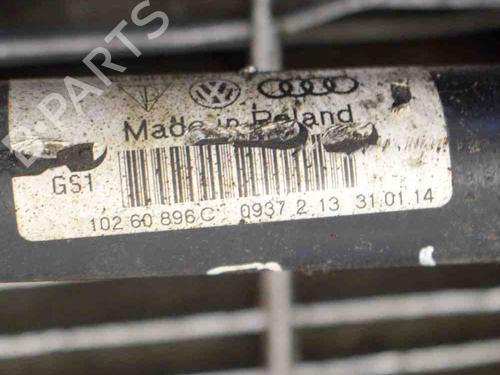 B-PARTS
Made in Poland
GS1
102 60 896 C 0937 2 13 31.01.14